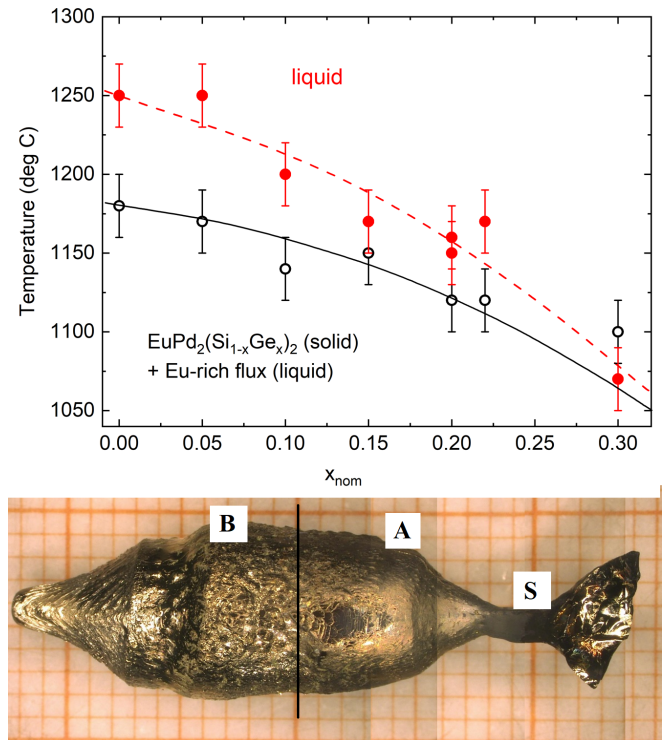 1300
1250
1200
1150
1100
1050
Temperature (deg C)
liquid
EuPd₂(Si₁₋ₓGeₓ)₂ (solid)
+ Eu-rich flux (liquid)
0.00 0.05 0.10 0.15 0.20 0.25 0.30
xₙₒₘ
B
A
S